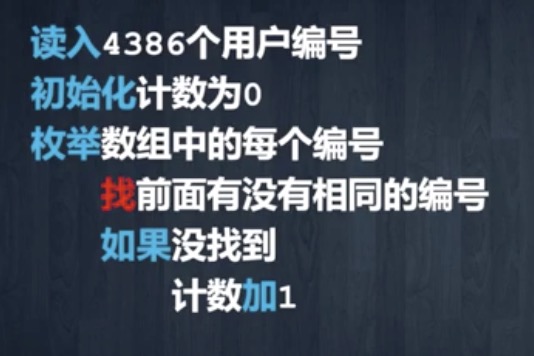 读入4386个用户编号
初始化计数为0
枚举数组中的每个编号
找前面有没有相同的编号
如果没找到
计数加1